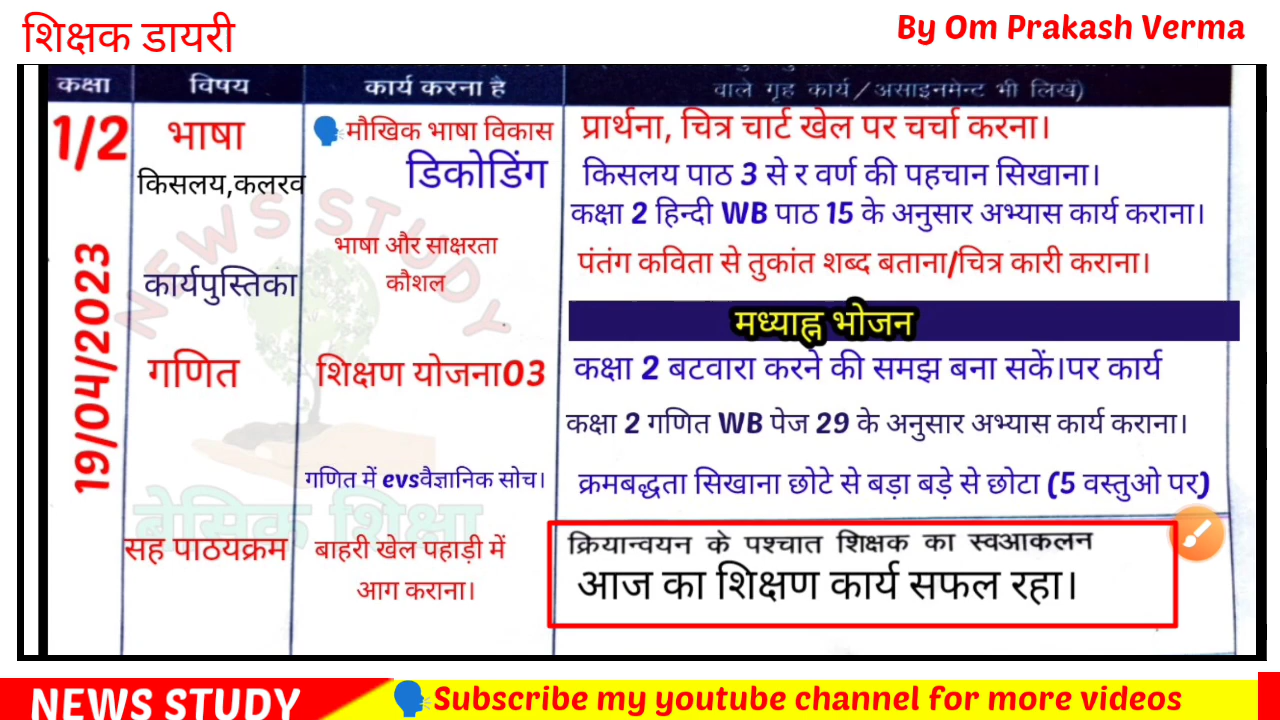 शिक्षक डायरी
By Om Prakash Verma
कक्षा विषय कार्य करना है वाले गृह कार्य/असाइनमेन्ट भी लिखें)
1/2 भाषा 🗣️मौखिक भाषा विकास प्रार्थना, चित्र चार्ट खेल पर चर्चा करना।
किसलय,कलरव डिकोडिंग किसलय पाठ 3 से र वर्ण की पहचान सिखाना।
कक्षा 2 हिन्दी WB पाठ 15 के अनुसार अभ्यास कार्य कराना।
19/04/2023
भाषा और साक्षरता
कौशल
पंतंग कविता से तुकांत शब्द बताना/चित्र कारी कराना।
कार्यपुस्तिका
मध्याह्न भोजन
गणित शिक्षण योजना03 कक्षा 2 बटवारा करने की समझ बना सकें।पर कार्य
कक्षा 2 गणित WB पेज 29 के अनुसार अभ्यास कार्य कराना।
गणित में evsवैज्ञानिक सोच। क्रमबद्धता सिखाना छोटे से बड़ा बड़े से छोटा (5 वस्तुओ पर)
सह पाठयक्रम बाहरी खेल पहाड़ी में
आग कराना।
क्रियान्वयन के पश्चात शिक्षक का स्वआकलन
आज का शिक्षण कार्य सफल रहा।
NEWS STUDY
बेसिक शिक्षा
NEWS STUDY
🗣️Subscribe my youtube channel for more videos